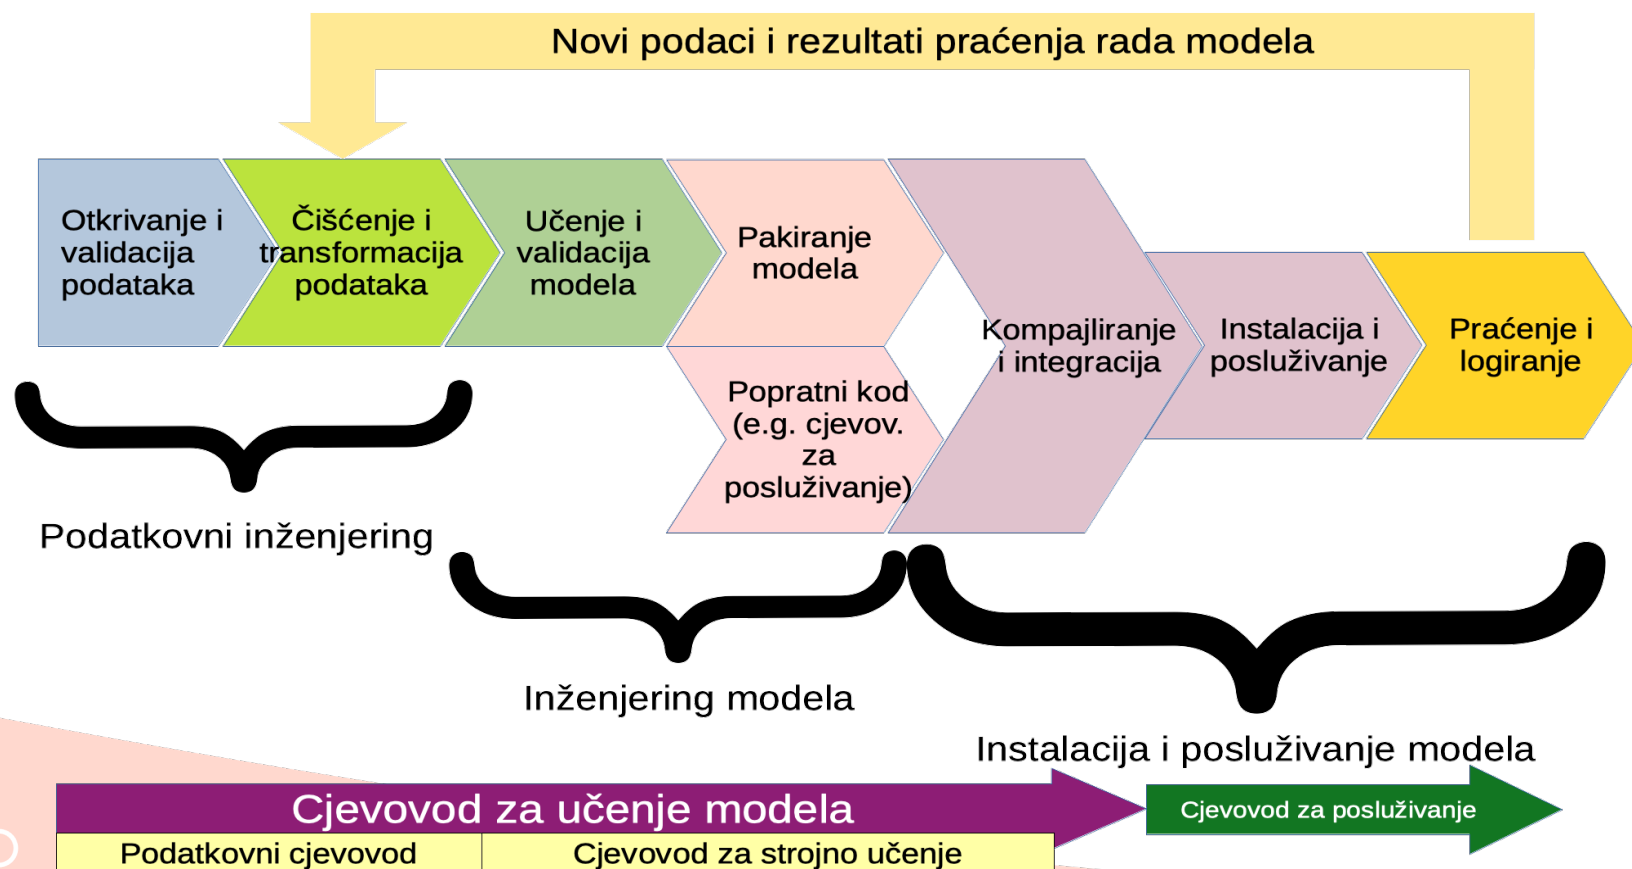 Novi podaci i rezultati praćenja rada modela
Otkrivanje i
validacija
podataka
Čišćenje i
transformacija
podataka
Učenje i
validacija
modela
Pakiranje
modela
Popratni kod
(e.g. cjevov.
za
posluživanje)
Kompajliranje
i integracija
Instalacija i
posluživanje
Praćenje i
logiranje
Podatkovni inženjering
Inženjering modela
Instalacija i posluživanje modela
Cjevovod za učenje modela
Cjevovod za posluživanje
Podatkovni cjevovod
Cjevovod za strojno učenje